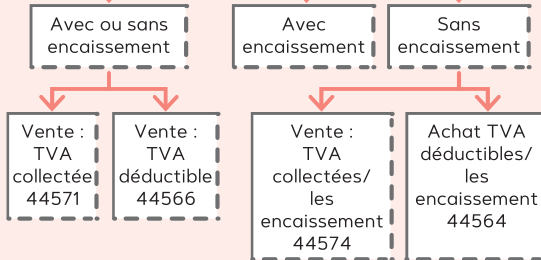 Avec ou sans
encaissement
Avec
encaissement
Sans
encaissement
Vente :
TVA
collectée
44571
Vente :
TVA
déductible
44566
Vente :
TVA
collectées/
les
encaissement
44574
Achat TVA
déductibles/
les
encaissement
44564